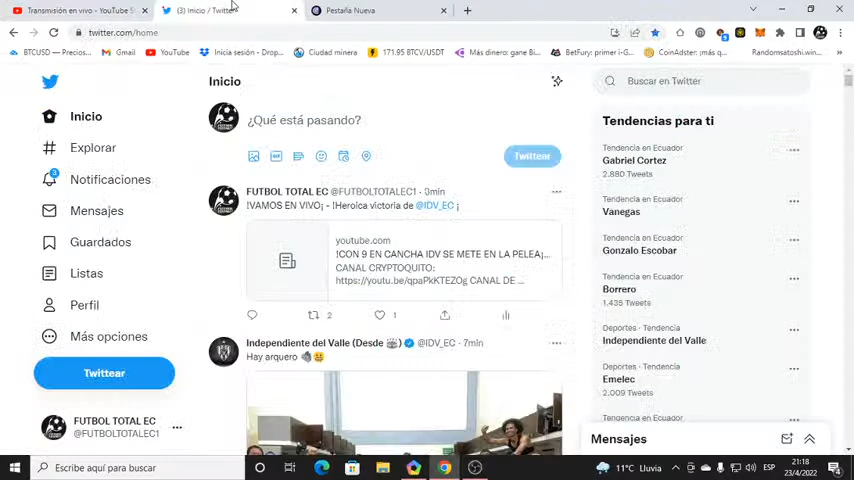 Transmisión en vivo - YouTube S
(3) Inicio / Twitter
Pestaña Nueva
twitter.com/home
BTCUSD — Precios...
Gmail
YouTube
Inicia sesión - Drop...
Ciudad minera
171.95 BTCV/USDT
Más dinero: gane Bi...
BetFury: primer i-G...
CoinAdster: ¡más q...
Randomsatoshi.win...
Inicio
Explorar
3
Notificaciones
Mensajes
Guardados
Listas
Perfil
Más opciones
Twittear
FUTBOL TOTAL EC
@FUTBOLTOTALEC1
Inicio
¿Qué está pasando?
GIF
Twittear
FUTBOL TOTAL EC @FUTBOLTOTALEC1 · 3min
!VAMOS EN VIVO¡ - !Heroica victoria de @IDV_EC ¡
youtube.com
!CON 9 EN CANCHA IDV SE METE EN LA PELEA¡...
CANAL CRYPTOQUITO:
https://youtu.be/qpaPkKTEZOg CANAL DE ...
2
1
Independiente del Valle (Desde 🏟) @IDV_EC · 7min
Hay arquero
Buscar en Twitter
Tendencias para ti
Tendencia en Ecuador
Gabriel Cortez
2.880 Tweets
Tendencia en Ecuador
Vanegas
Tendencia en Ecuador
Gonzalo Escobar
Tendencia en Ecuador
Borrero
1.435 Tweets
Deportes · Tendencia
Independiente del Valle
Deportes · Tendencia
Emelec
2.009 Tweets
Tendencia en Ecuador
Mensajes
Escribe aquí para buscar
11°C Lluvia
ESP
21:18
23/4/2022
4